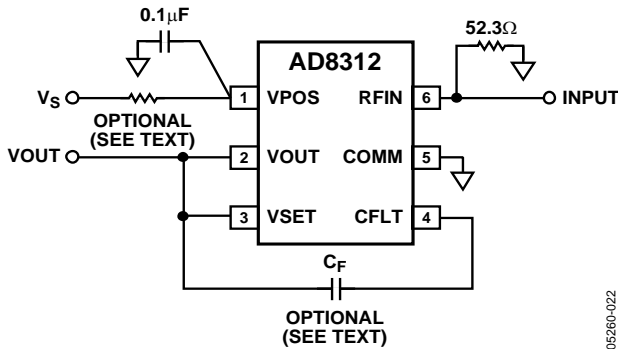 0.1µF
52.3Ω
AD8312
VS
1 VPOS RFIN 6
INPUT
OPTIONAL
(SEE TEXT)
VOUT
2 VOUT COMM 5
3 VSET CFLT 4
CF
OPTIONAL
(SEE TEXT)
05260-022